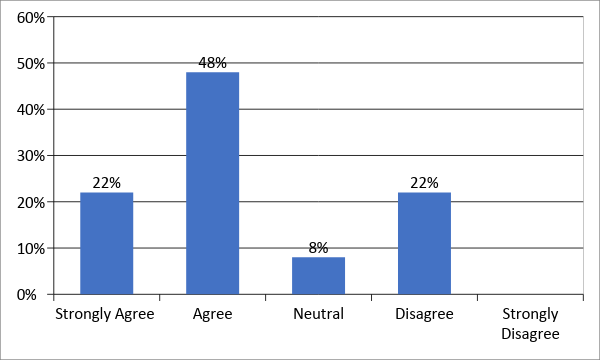 60%
50%
48%
40%
30%
22%
22%
20%
10%
8%
0%
Strongly Agree
Agree
Neutral
Disagree
Strongly
Disagree